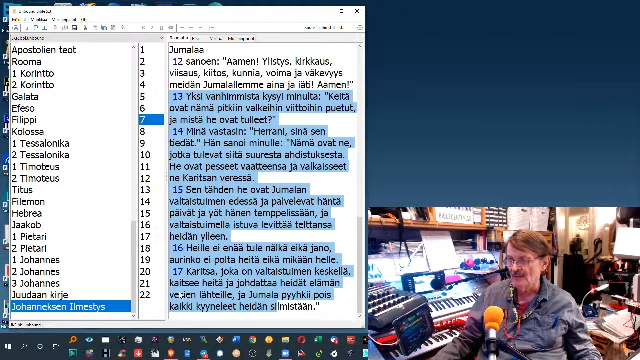 Apostolien teot
Rooma
1 Korintto
2 Korintto
Galata
Efeso
Filippi
Kolossa
1 Tessalonika
2 Tessalonika
1 Timoteus
2 Timoteus
Titus
Filemon
Hebrea
Jaakob
1 Pietari
2 Pietari
1 Johannes
2 Johannes
3 Johannes
Juudaan kirje
Johanneksen Ilmestys
1
2
3
4
5
6
7
8
9
10
11
12
13
14
15
16
17
18
19
20
21
22
Jumalaa
12 sanoen: "Aamen! Ylistys, kirkkaus,
viisaus, kiitos, kunnia, voima ja väkevyys
meidän Jumalallemme aina ja iäti! Aamen!"
13 Yksi vanhimmista kysyi minulta: "Keitä
ovat nämä pitkiin valkeihin viittoihin puetut,
ja mistä he ovat tulleet?"
14 Minä vastasin: "Herrani, sinä sen
tiedät." Hän sanoi minulle: "Nämä ovat ne,
jotka tulevat siitä suuresta ahdistuksesta.
He ovat pesseet vaatteensa ja valkaisseet
ne Karitsan veressä.
15 Sen tähden he ovat Jumalan
valtaistuimen edessä ja palvelevat häntä
päivät ja yöt hänen temppelissään, ja
valtaistuimella istuva levittää telttansa
heidän ylleen.
16 Heille ei enää tule nälkä eikä jano,
aurinko ei polta heitä eikä mikään helle.
17 Karitsa, joka on valtaistuimen keskellä,
kaitsee heitä ja johdattaa heidät elämän
vesien lähteille, ja Jumala pyyhkii pois
kaikki kyyneleet heidän silmistään."